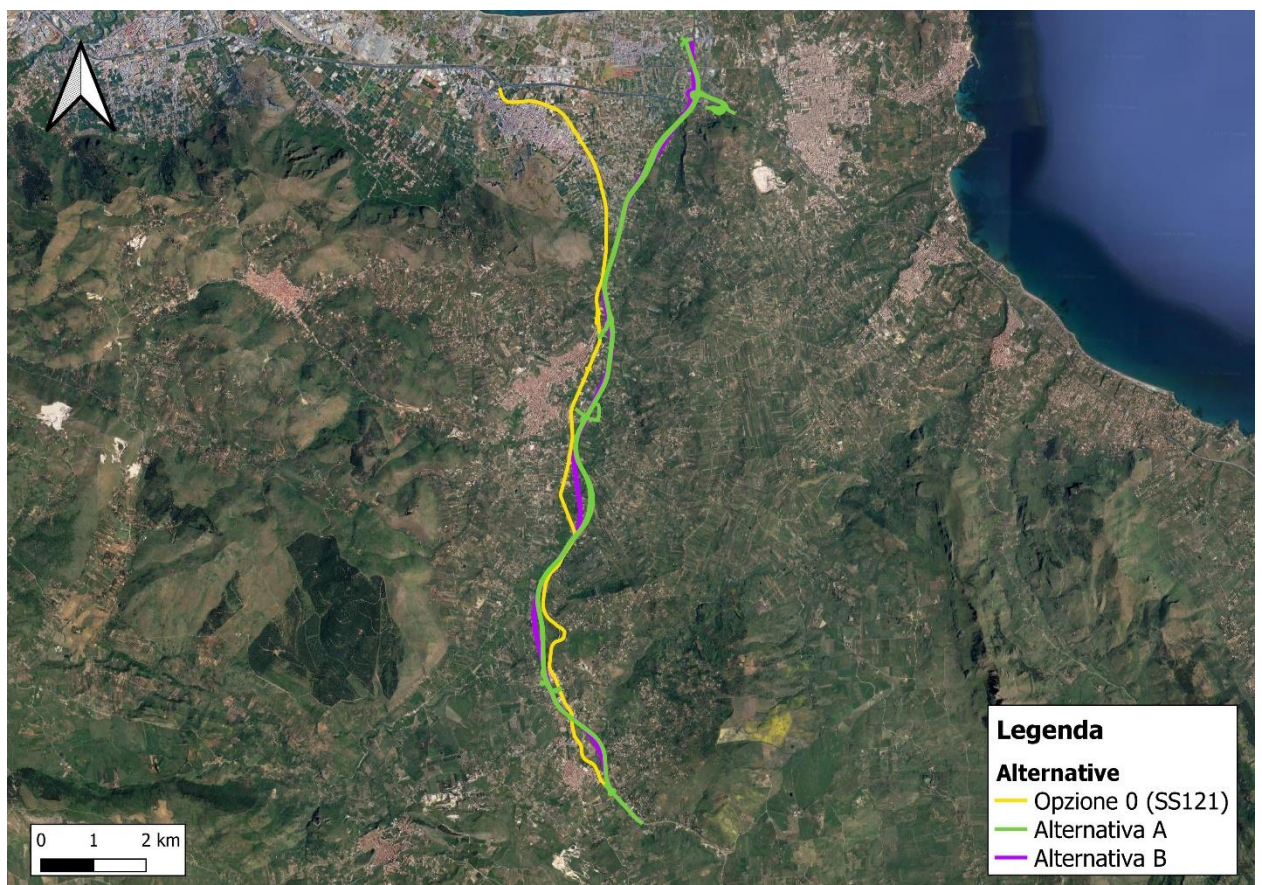 Legenda
Alternative
Opzione 0 (SS121)
Alternativa A
Alternativa B
0 1 2 km